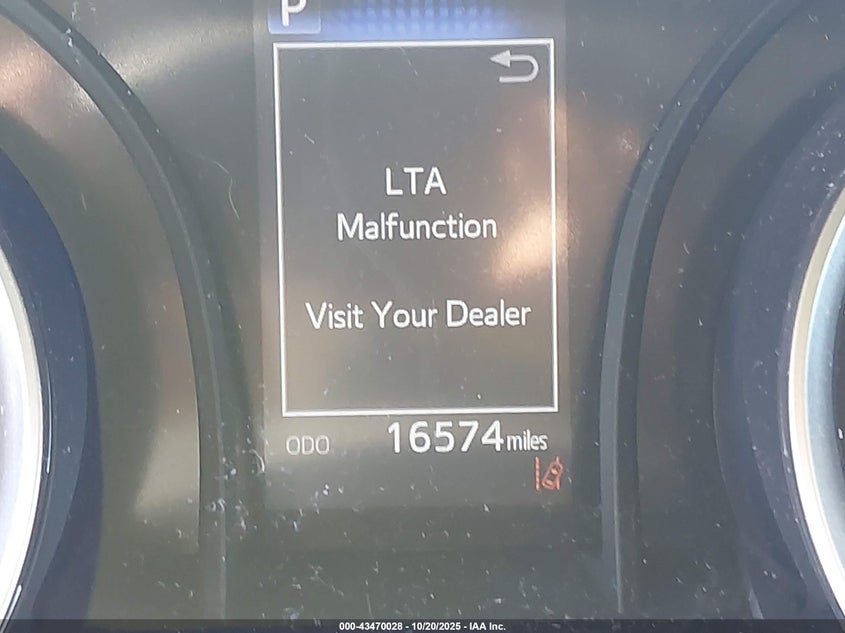 P
LTA
Malfunction
Visit Your Dealer
ODO 16574 miles
000-43470028 - 10/20/2025 - IAA Inc.